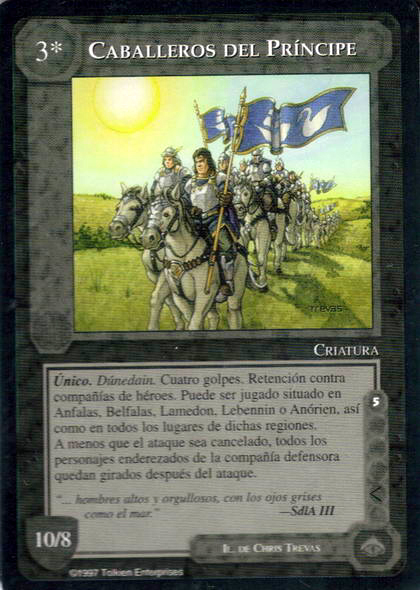 3*
CABALLEROS DEL PRÍNCIPE
Trevas
CRIATURA
Único. Dúnedain. Cuatro golpes. Retención contra
compañías de héroes. Puede ser jugado situado en
Anfalas, Belfalas, Lamedon, Lebennin o Anórien, así
como en todos los lugares de dichas regiones.
A menos que el ataque sea cancelado, todos los
personajes enderezados de la compañía defensora
quedan girados después del ataque.
5
"... hombres altos y orgullosos, con los ojos grises
como el mar." —SdlA III
10/8
IL. DE CHRIS TREVAS
©1997 Tolkien Enterprises